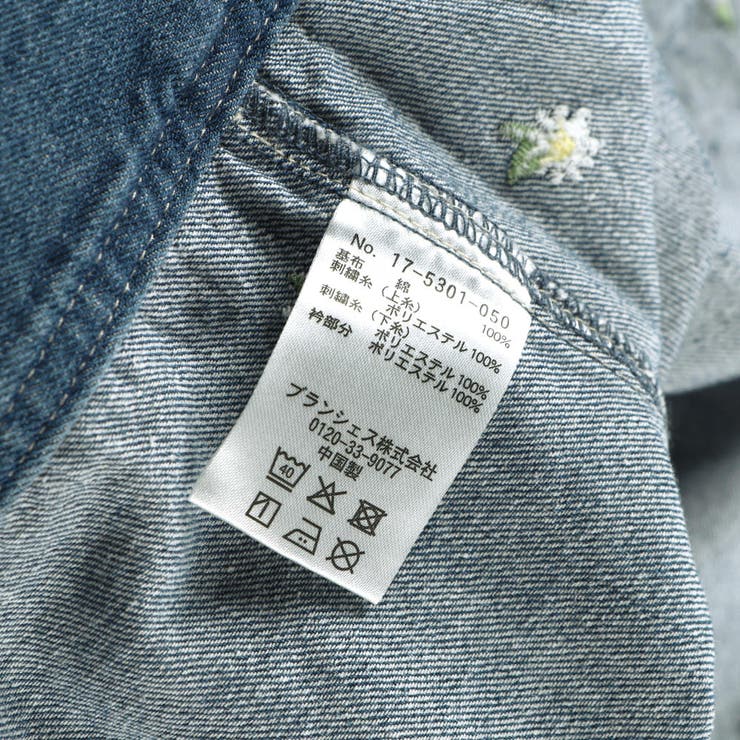 No. 17-5301-050
基布 綿 100%
刺繍糸(上糸) ポリエステル 100%
刺繍糸(下糸) ポリエステル 100%
衿部分 ポリエステル 100%
ブランシェス株式会社
0120-33-9077
中国製
40